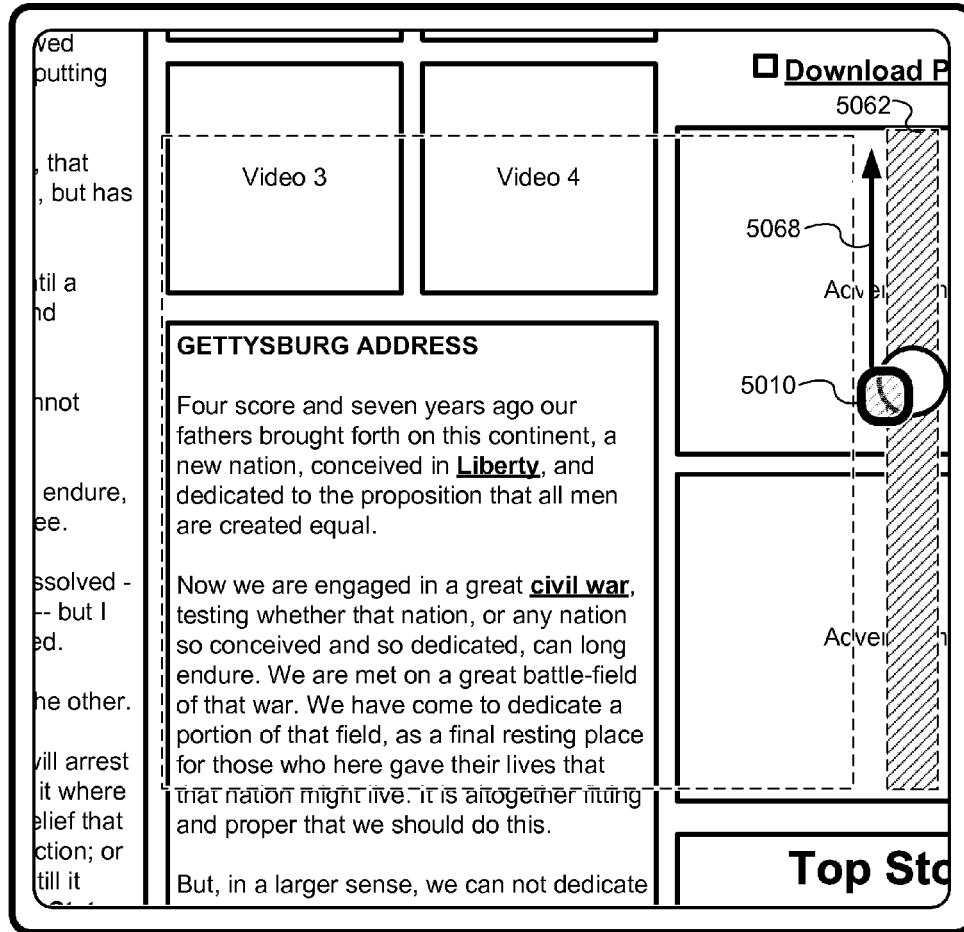 wed
putting
, that
, but has
til a
nd
nnot
endure,
ee.
ssolved -
-- but I
ed.
he other.
will arrest
it where
elief that
ction; or
till it
Video 3
Video 4
GETTYSBURG ADDRESS
Four score and seven years ago our
fathers brought forth on this continent, a
new nation, conceived in Liberty, and
dedicated to the proposition that all men
are created equal.
Now we are engaged in a great civil war,
testing whether that nation, or any nation
so conceived and so dedicated, can long
endure. We are met on a great battle-field
of that war. We have come to dedicate a
portion of that field, as a final resting place
for those who here gave their lives that
that nation might live. It is altogether fitting
and proper that we should do this.
But, in a larger sense, we can not dedicate
Download P
5062
5068
Adver
5010
Adver
Top Sto